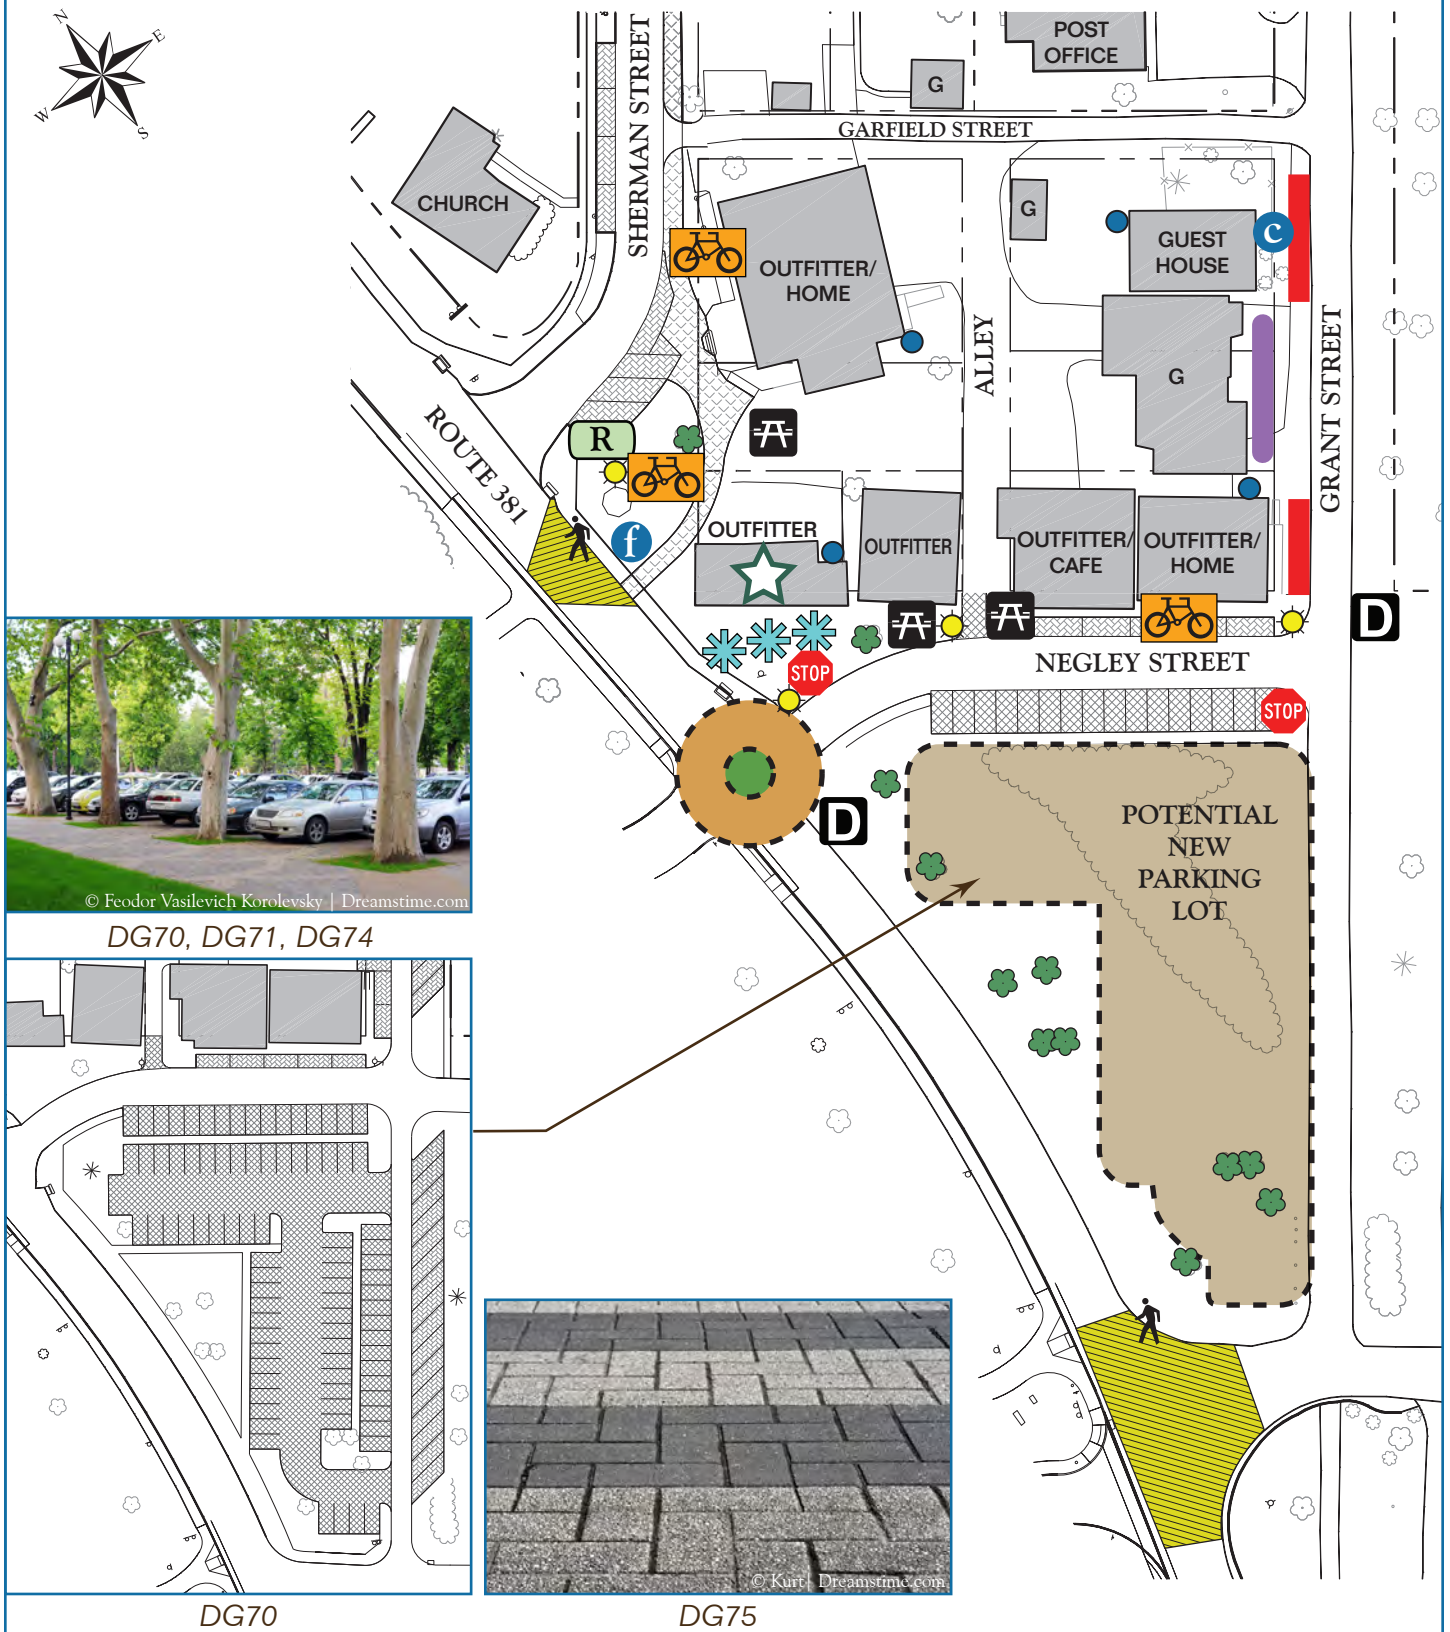 N
E
W
S
POST
OFFICE
G
GARFIELD STREET
SHERMAN STREET
CHURCH
OUTFITTER/
HOME
G
GUEST
HOUSE
c
ALLEY
G
GRANT STREET
ROUTE 381
R
f
OUTFITTER
OUTFITTER
OUTFITTER/
CAFE
OUTFITTER/
HOME
D
NEGLEY STREET
STOP
STOP
D
POTENTIAL
NEW
PARKING
LOT
© Feodor Vasilevich Korolevsky | Dreamstime.com
DG70, DG71, DG74
DG70
© Kurt | Dreamstime.com
DG75